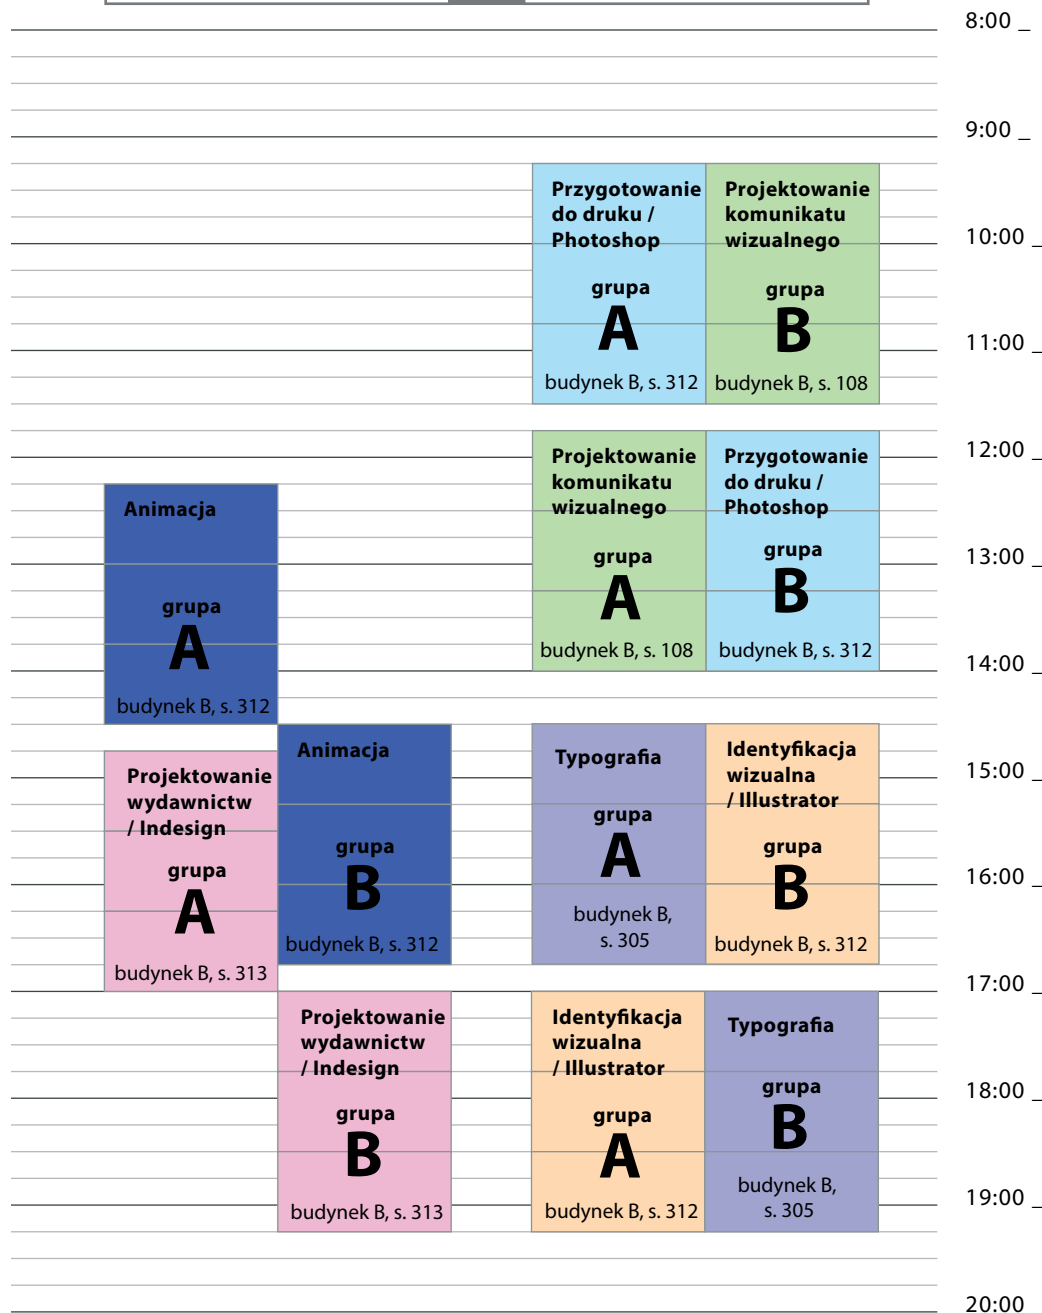 8:00 _
9:00 _
Przygotowanie
do druku /
Photoshop
grupa
A
budynek B, s. 312
Projektowanie
komunikatu
wizualnego
grupa
B
budynek B, s. 108
10:00 _
11:00 _
12:00 _
Projektowanie
komunikatu
wizualnego
grupa
A
budynek B, s. 108
Przygotowanie
do druku /
Photoshop
grupa
B
budynek B, s. 312
Animacja
grupa
A
budynek B, s. 312
13:00 _
14:00 _
Animacja
grupa
B
budynek B, s. 312
Typografia
grupa
A
budynek B,
s. 305
Identyfikacja
wizualna
/ Illustrator
grupa
B
budynek B, s. 312
Projektowanie
wydawnictw
/ Indesign
grupa
A
budynek B, s. 313
15:00 _
16:00 _
17:00 _
Projektowanie
wydawnictw
/ Indesign
grupa
B
budynek B, s. 313
Identyfikacja
wizualna
/ Illustrator
grupa
A
budynek B, s. 312
Typografia
grupa
B
budynek B,
s. 305
18:00 _
19:00 _
20:00